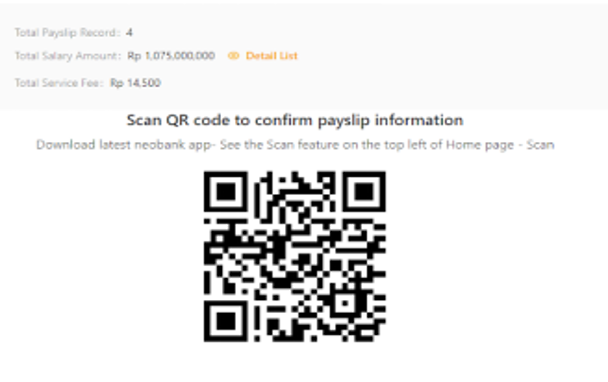 Total Payslip Record: 4
Total Salary Amount: Rp 1,075,000,000 Detail List
Total Service Fee: Rp 14,500
Scan QR code to confirm payslip information
Download latest neobank app- See the Scan feature on the top left of Home page - Scan